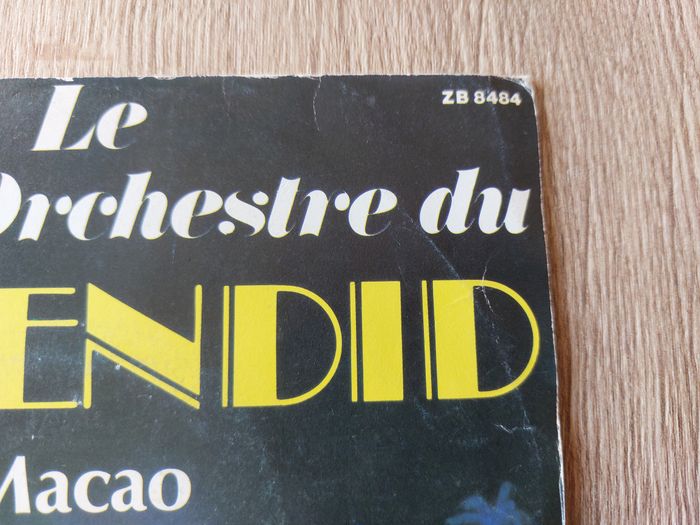 ZB 8484
Le
Orchestre du
ENDID
Macao